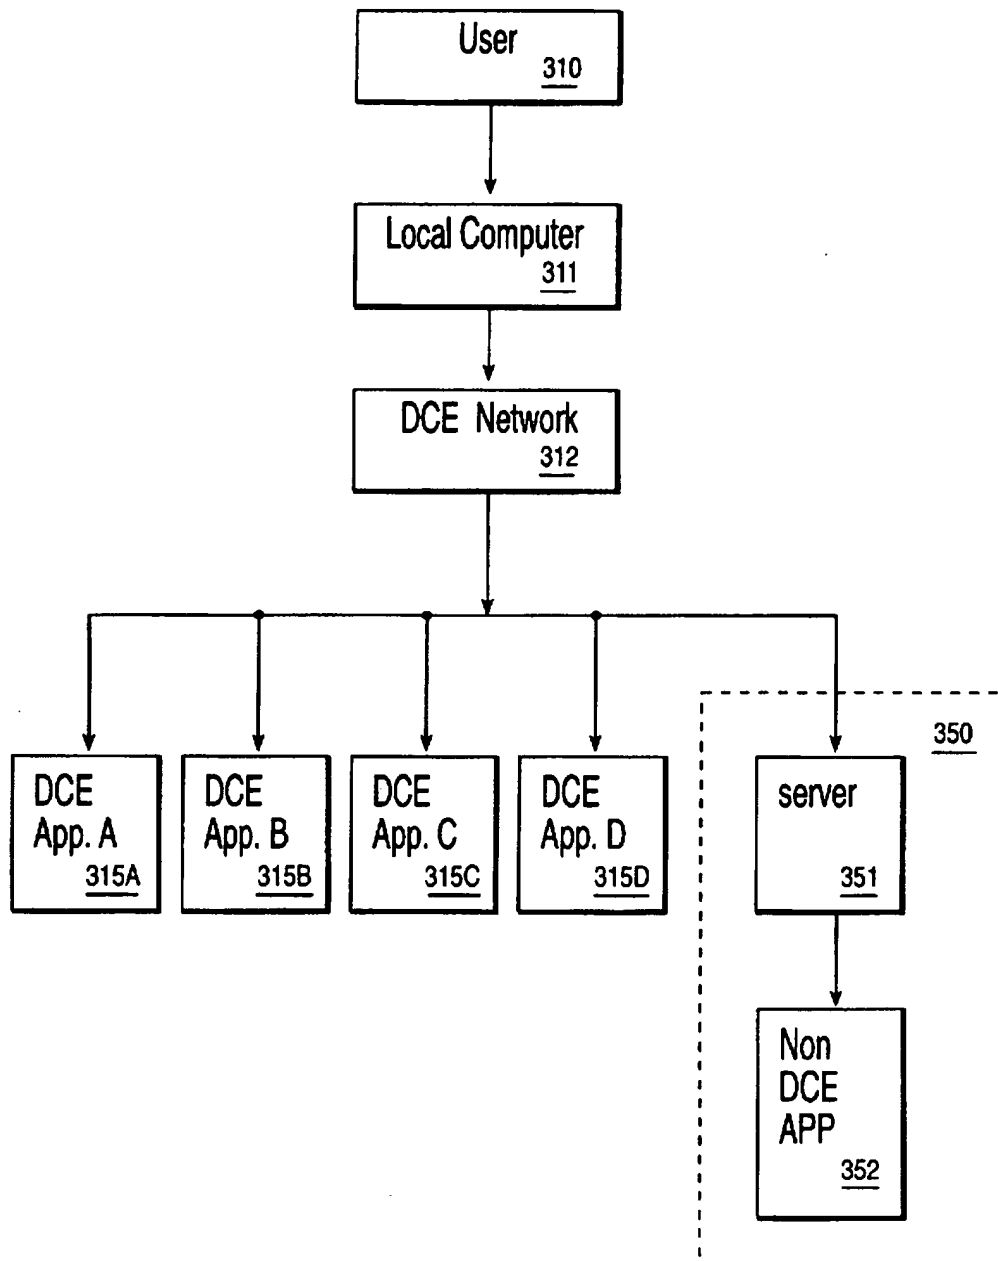 User
310
Local Computer
311
DCE Network
312
350
DCE
App. A
315A
DCE
App. B
315B
DCE
App. C
315C
DCE
App. D
315D
server
351
Non
DCE
APP
352